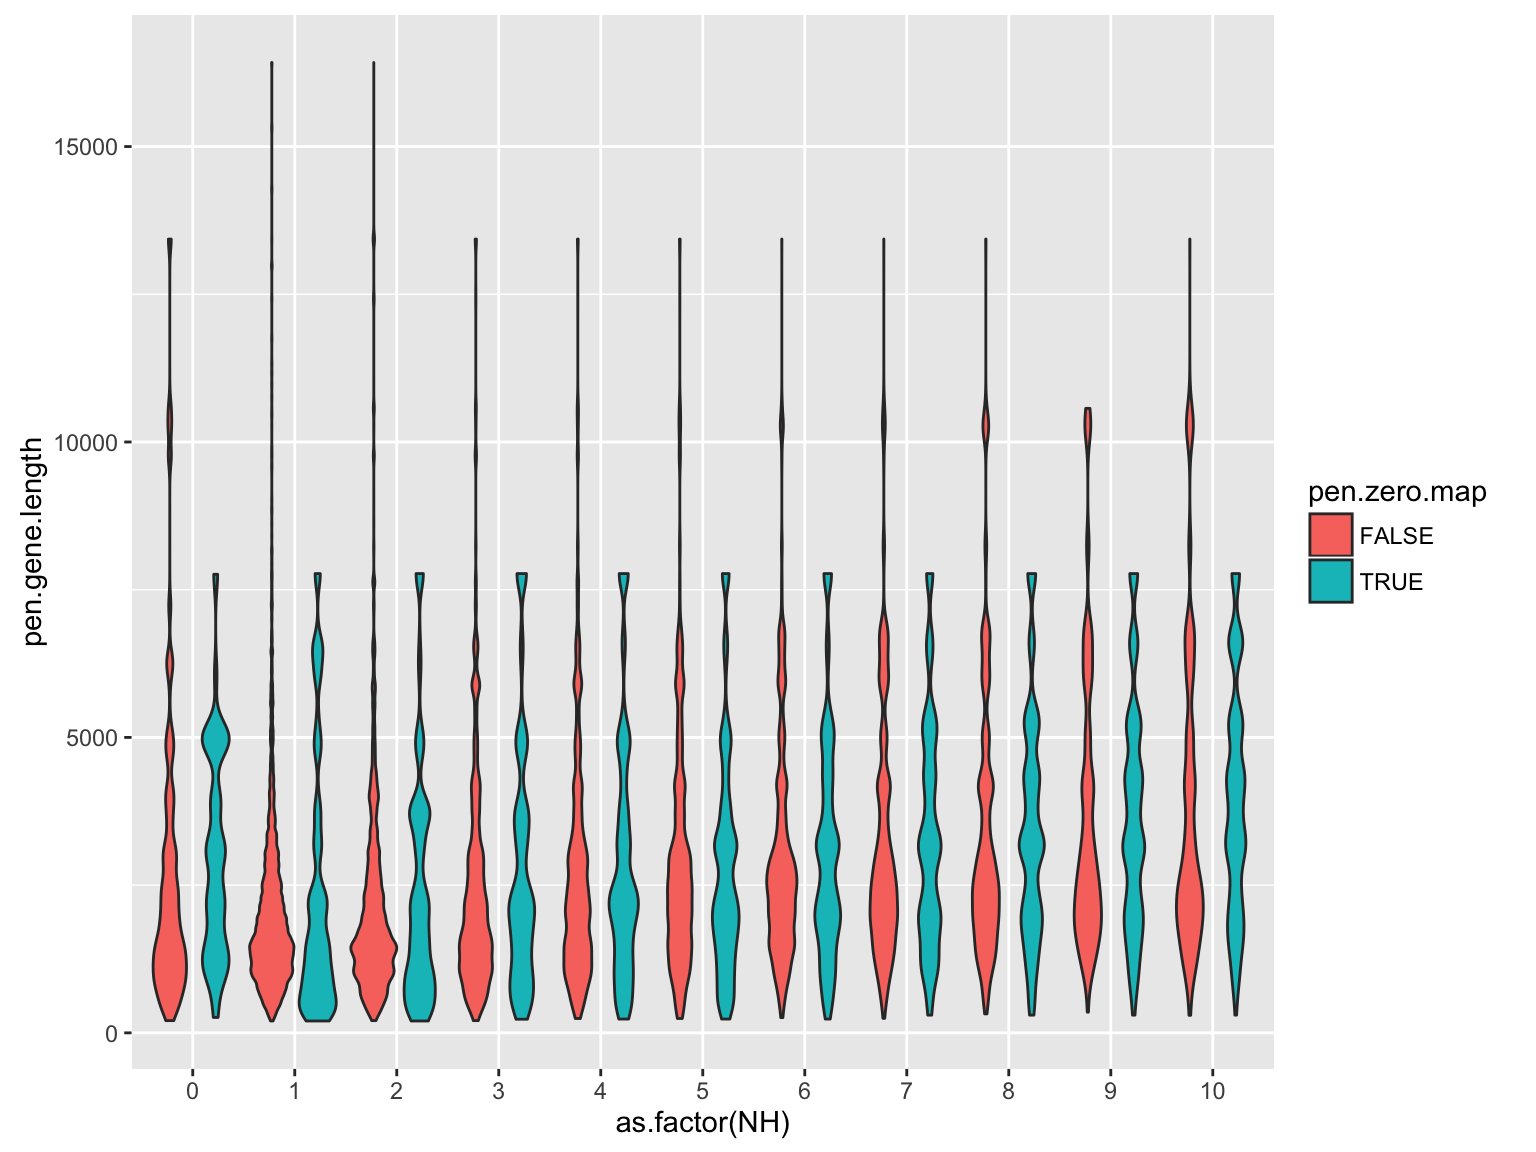 15000
10000
5000
0
pen.gene.length
0 1 2 3 4 5 6 7 8 9 10
as.factor(NH)
pen.zero.map
FALSE
TRUE